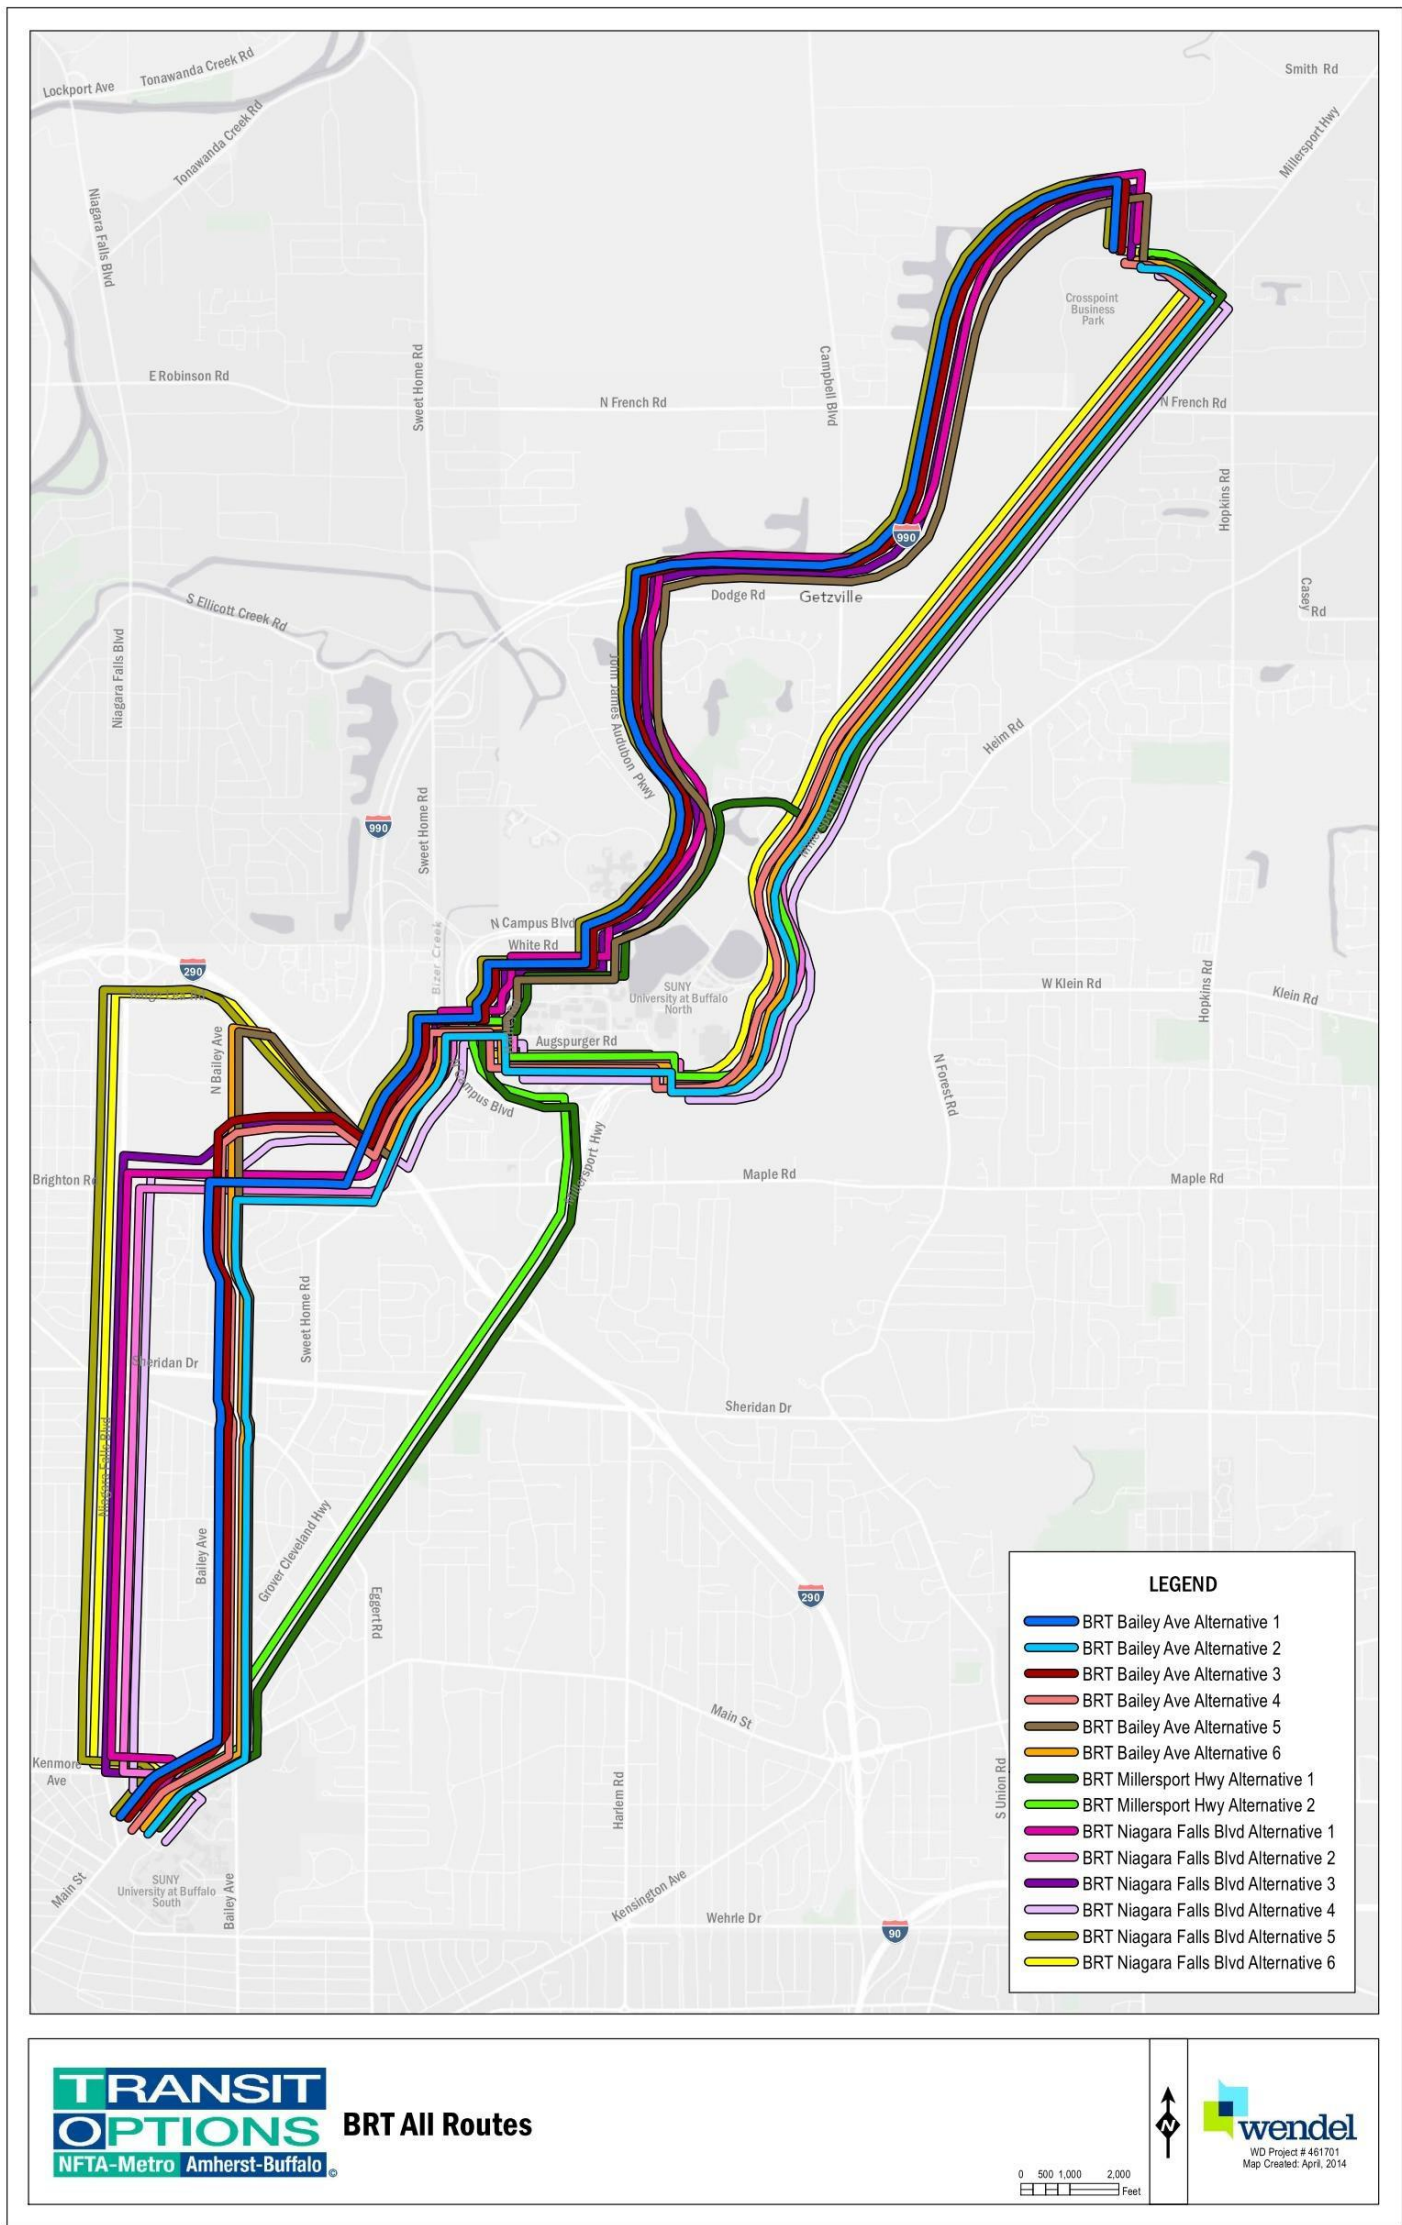 Smith Rd
Tonawanda Creek Rd
Lockport Ave
Tonawanda Creek Rd
Millersport Hwy
Niagara Falls Blvd
Crosspoint
Business
Park
E Robinson Rd
Sweet Home Rd
Campbell Blvd
N French Rd
N French Rd
Hopkins Rd
990
Dodge Rd
Getzville
Casey
Rd
S Ellicott Creek Rd
Niagara Falls Blvd
John James Audubon Pkwy
Heim Rd
Sweet Home Rd
990
N Campus Blvd
White Rd
Bizer Creek
290
SUNY
University at Buffalo
North
W Klein Rd
Klein Rd
Hopkins Rd
Augspurger Rd
N Bailey Ave
N Forest Rd
Campus Blvd
Millersport Hwy
Brighton Rd
Maple Rd
Maple Rd
Sweet Home Rd
Sheridan Dr
Sheridan Dr
Niagara Falls Blvd
Bailey Ave
Grover Cleveland Hwy
Eggert Rd
290
Main St
Kenmore
Ave
Harlem Rd
S Union Rd
Main St
SUNY
University at Buffalo
South
Bailey Ave
Kensington Ave
Wehrle Dr
90
LEGEND
BRT Bailey Ave Alternative 1
BRT Bailey Ave Alternative 2
BRT Bailey Ave Alternative 3
BRT Bailey Ave Alternative 4
BRT Bailey Ave Alternative 5
BRT Bailey Ave Alternative 6
BRT Millersport Hwy Alternative 1
BRT Millersport Hwy Alternative 2
BRT Niagara Falls Blvd Alternative 1
BRT Niagara Falls Blvd Alternative 2
BRT Niagara Falls Blvd Alternative 3
BRT Niagara Falls Blvd Alternative 4
BRT Niagara Falls Blvd Alternative 5
BRT Niagara Falls Blvd Alternative 6
TRANSIT
OPTIONS
NFTA-Metro Amherst-Buffalo ©
BRT All Routes
0 500 1,000 2,000
Feet
N
wendel
WD Project # 461701
Map Created: April, 2014